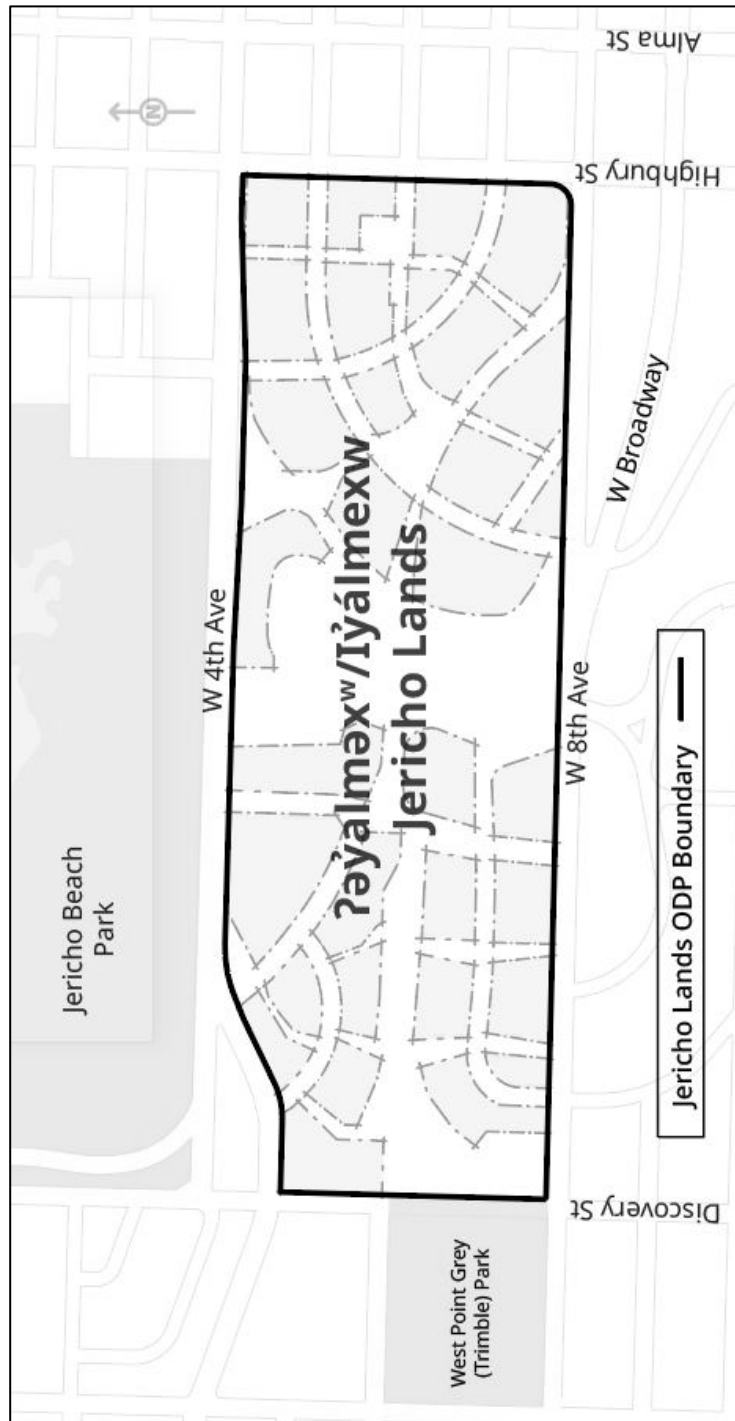 Jericho Beach
Park
N
W 4th Ave
ʔəy̓alməxʷ/Iy̓álmexw
Jericho Lands
West Point Grey
(Trimble) Park
W 8th Ave
W Broadway
Discovery St
Highbury St
Alma St
Jericho Lands ODP Boundary